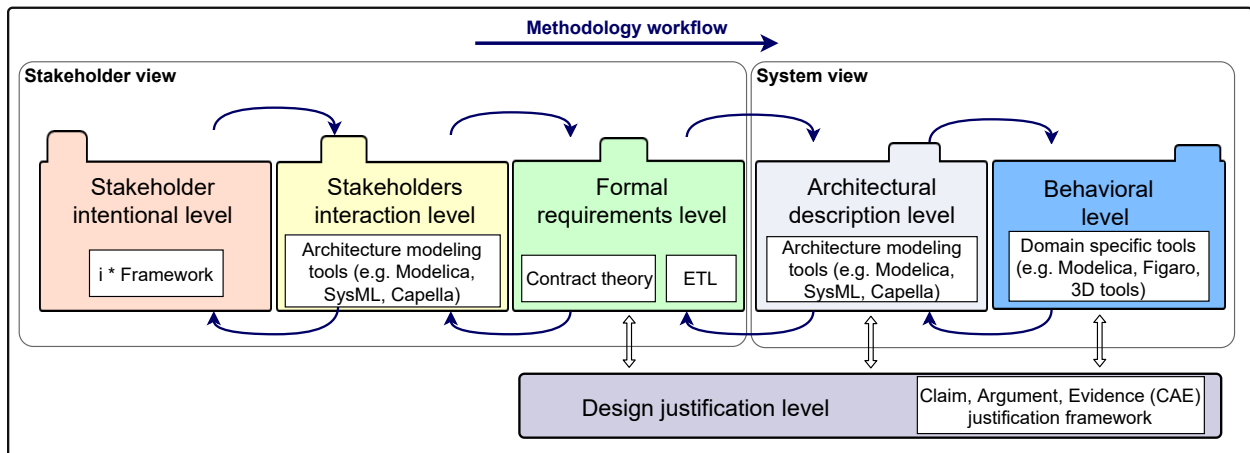 Methodology workflow
Stakeholder view
System view
Stakeholder
intentional level
i * Framework
Stakeholders
interaction level
Architecture modeling
tools (e.g. Modelica,
SysML, Capella)
Formal
requirements level
Contract theory
ETL
Architectural
description level
Architecture modeling
tools (e.g. Modelica,
SysML, Capella)
Behavioral
level
Domain specific tools
(e.g. Modelica, Figaro,
3D tools)
Design justification level
Claim, Argument, Evidence (CAE)
justification framework